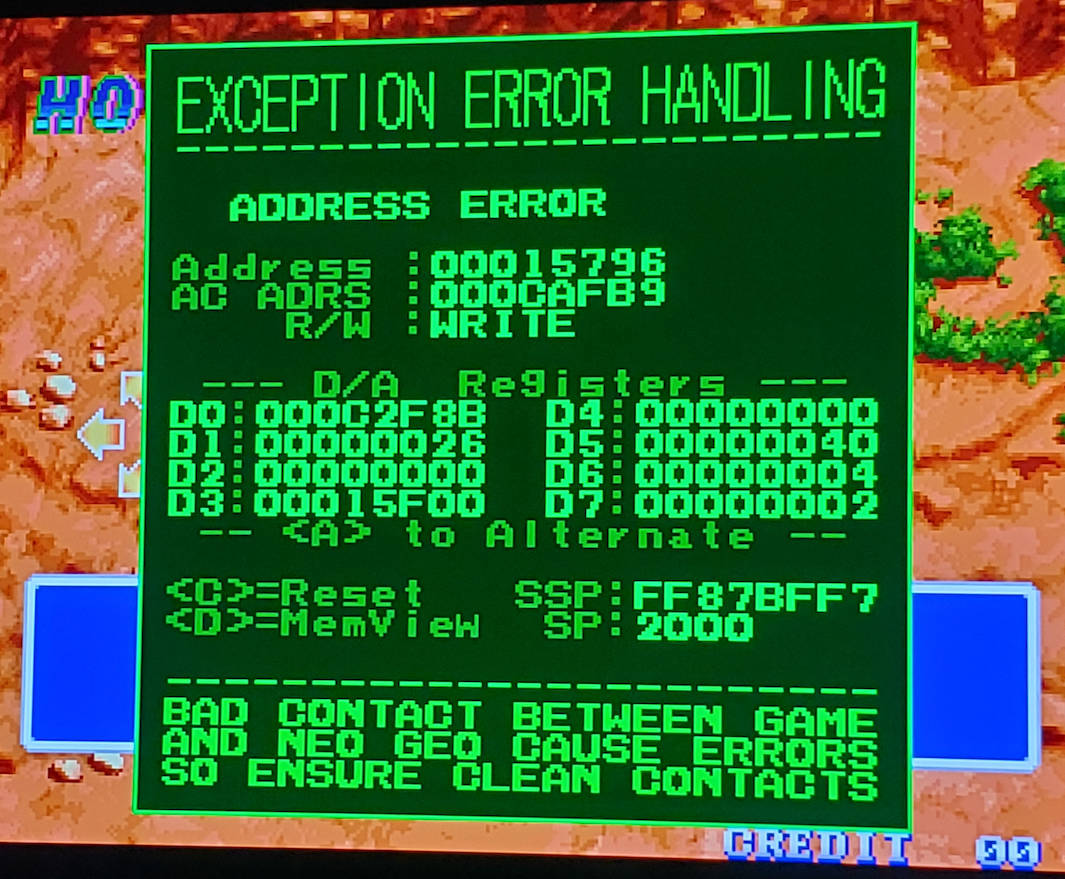 HO
EXCEPTION ERROR HANDLING
ADDRESS ERROR
Address :00015796
AC ADRS :000CAFB9
R/W :WRITE
--- D/A Registers ---
D0:000C2F8B D4:00000000
D1:00000026 D5:00000040
D2:00000000 D6:00000004
D3:00015F00 D7:00000002
-- <A> to Alternate --
<C>=Reset SSP:FF87BFF7
<D>=MemView SP:2000
BAD CONTACT BETWEEN GAME
AND NEO GEO CAUSE ERRORS
SO ENSURE CLEAN CONTACTS
CREDIT 00